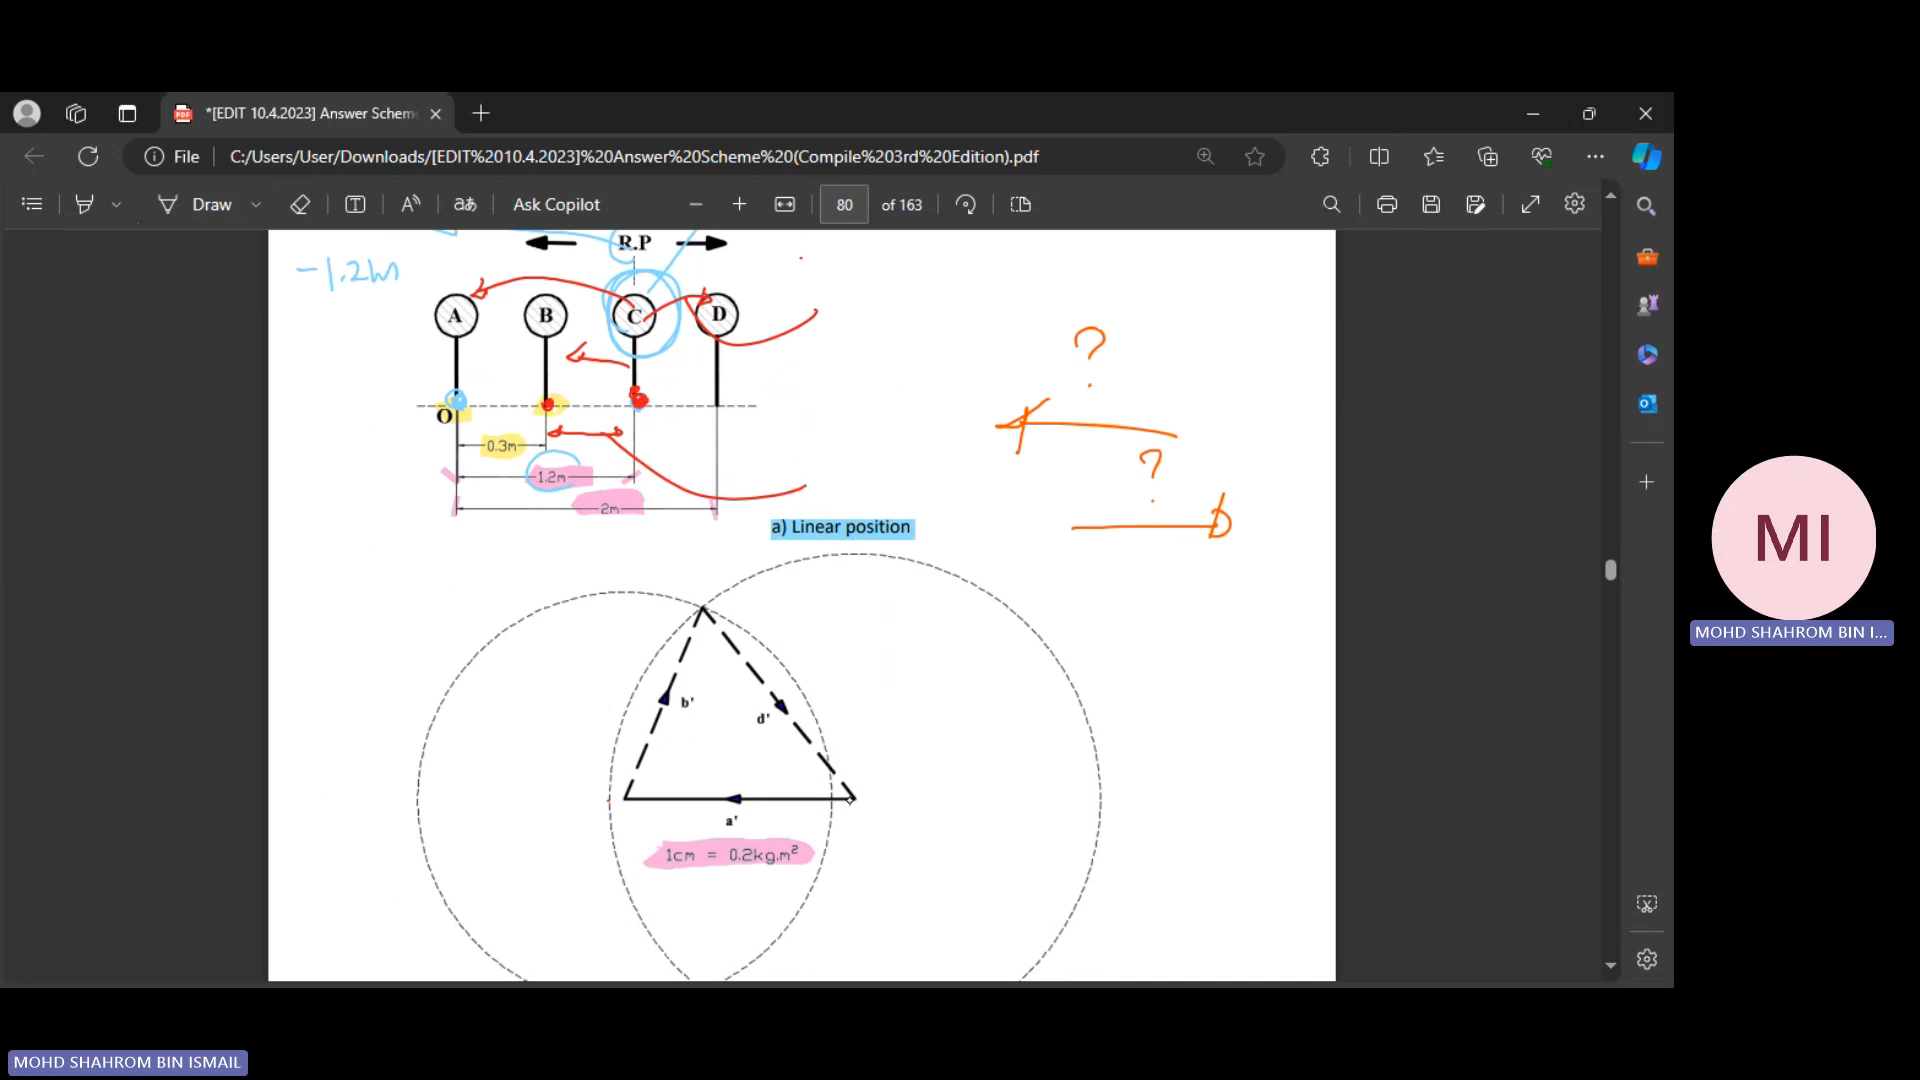 *[EDIT 10.4.2023] Answer Schem
File
C:/Users/User/Downloads/[EDIT%2010.4.2023]%20Answer%20Scheme%20(Compile%203rd%20Edition).pdf
Draw
Ask Copilot
80 of 163
R.P
-1.2m
A B C D
O
0.3m
1.2m
2m
?
?
a) Linear position
b'
d'
a'
1cm = 0.2kg.m²
MI
MOHD SHAHROM BIN I...
MOHD SHAHROM BIN ISMAIL